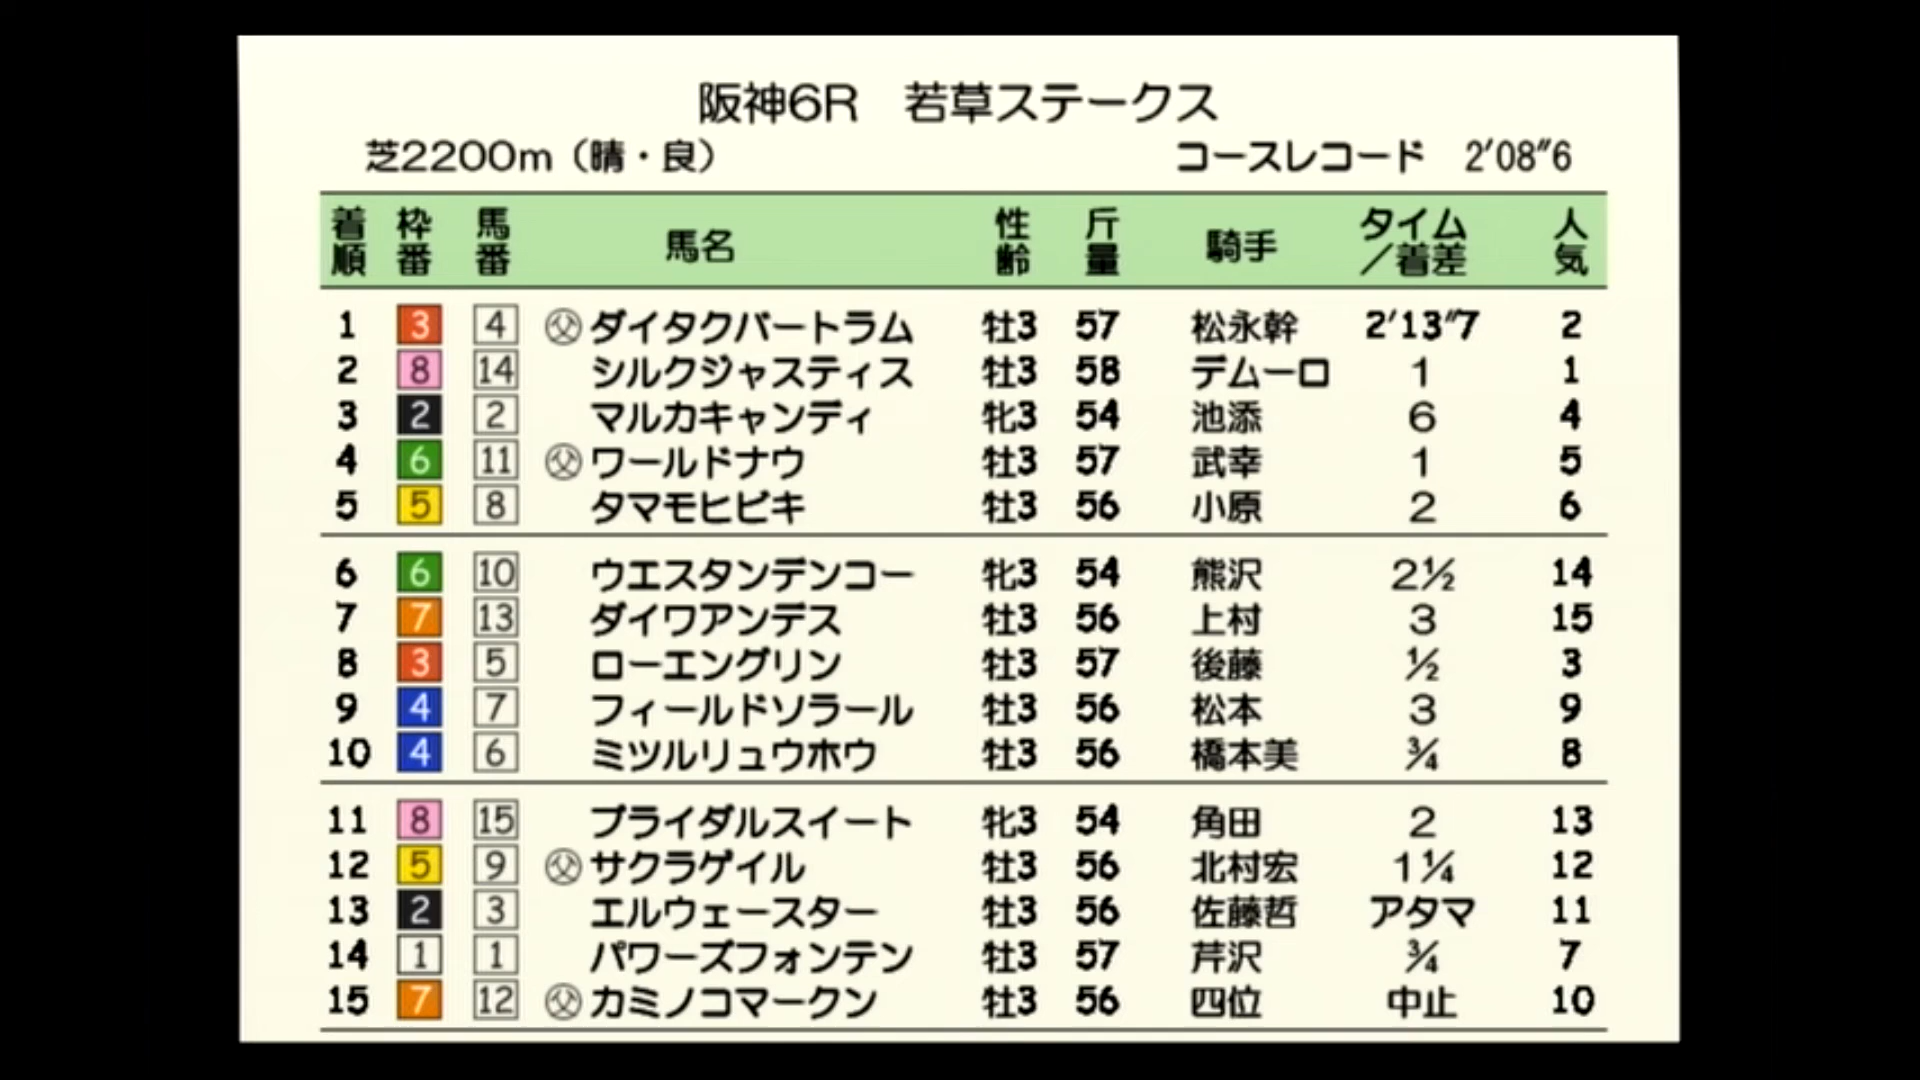 阪神6R 若草ステークス
芝2200m（晴・良） コースレコード 2'08"6
着順 枠番 馬番 馬名 性齢 斤量 騎手 タイム／着差 人気
1 3 4 ㊕ダイタクバートラム 牡3 57 松永幹 2'13"7 2
2 8 14 シルクジャスティス 牡3 58 デムーロ 1 1
3 2 2 マルカキャンディ 牝3 54 池添 6 4
4 6 11 父ワールドナウ 牡3 57 武幸 1 5
5 5 8 タマモヒビキ 牡3 56 小原 2 6
6 6 10 ウエスタンデンコー 牝3 54 熊沢 2½ 14
7 7 13 ダイワアンデス 牡3 56 上村 3 15
8 3 5 ローエングリン 牡3 57 後藤 ½ 3
9 4 7 フィールドソラール 牡3 56 松本 3 9
10 4 6 ミツルリュウホウ 牡3 56 橋本美 ¾ 8
11 8 15 ブライダルスイート 牝3 54 角田 2 13
12 5 9 父サクラゲイル 牡3 56 北村宏 1¼ 12
13 2 3 エルウェースター 牡3 56 佐藤哲 アタマ 11
14 1 1 パワーズフォンテン 牡3 57 芹沢 ¾ 7
15 7 12 父カミノコマークン 牡3 56 四位 中止 10